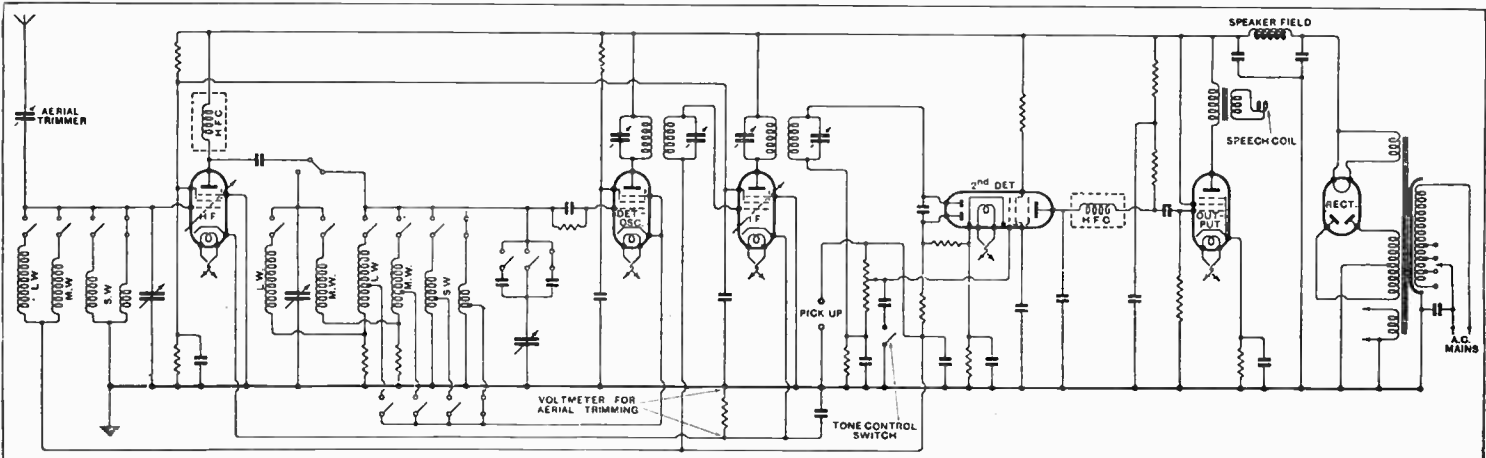 SPEAKER FIELD
AERIAL
TRIMMER
H.F.C
SPEECH COIL
2nd DET
H.F
DET
OSC
I.F
H.F.C
OUT-
PUT
RECT.
L.W
M.W.
S.W
L.W
M.W.
L.W
M.W.
S.W
PICK UP
A.C.
MAINS
VOLTMETER FOR
AERIAL TRIMMING
TONE CONTROL
SWITCH